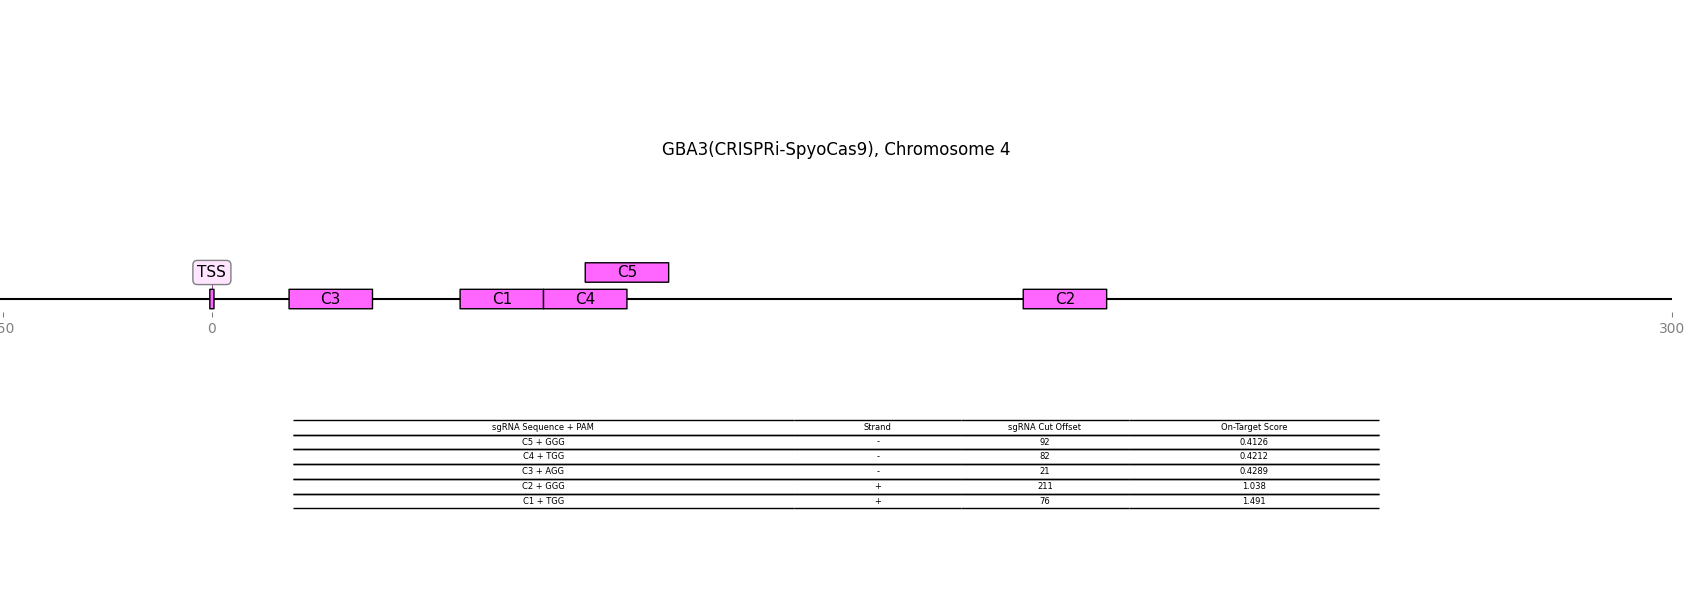 GBA3(CRISPRi-SpyoCas9), Chromosome 4
TSS
C5
C3
C1
C4
C2
50
0
300
sgRNA Sequence + PAM Strand sgRNA Cut Offset On-Target Score
C5 + GGG - 92 0.4126
C4 + TGG - 82 0.4212
C3 + AGG - 21 0.4289
C2 + GGG + 211 1.038
C1 + TGG + 76 1.491